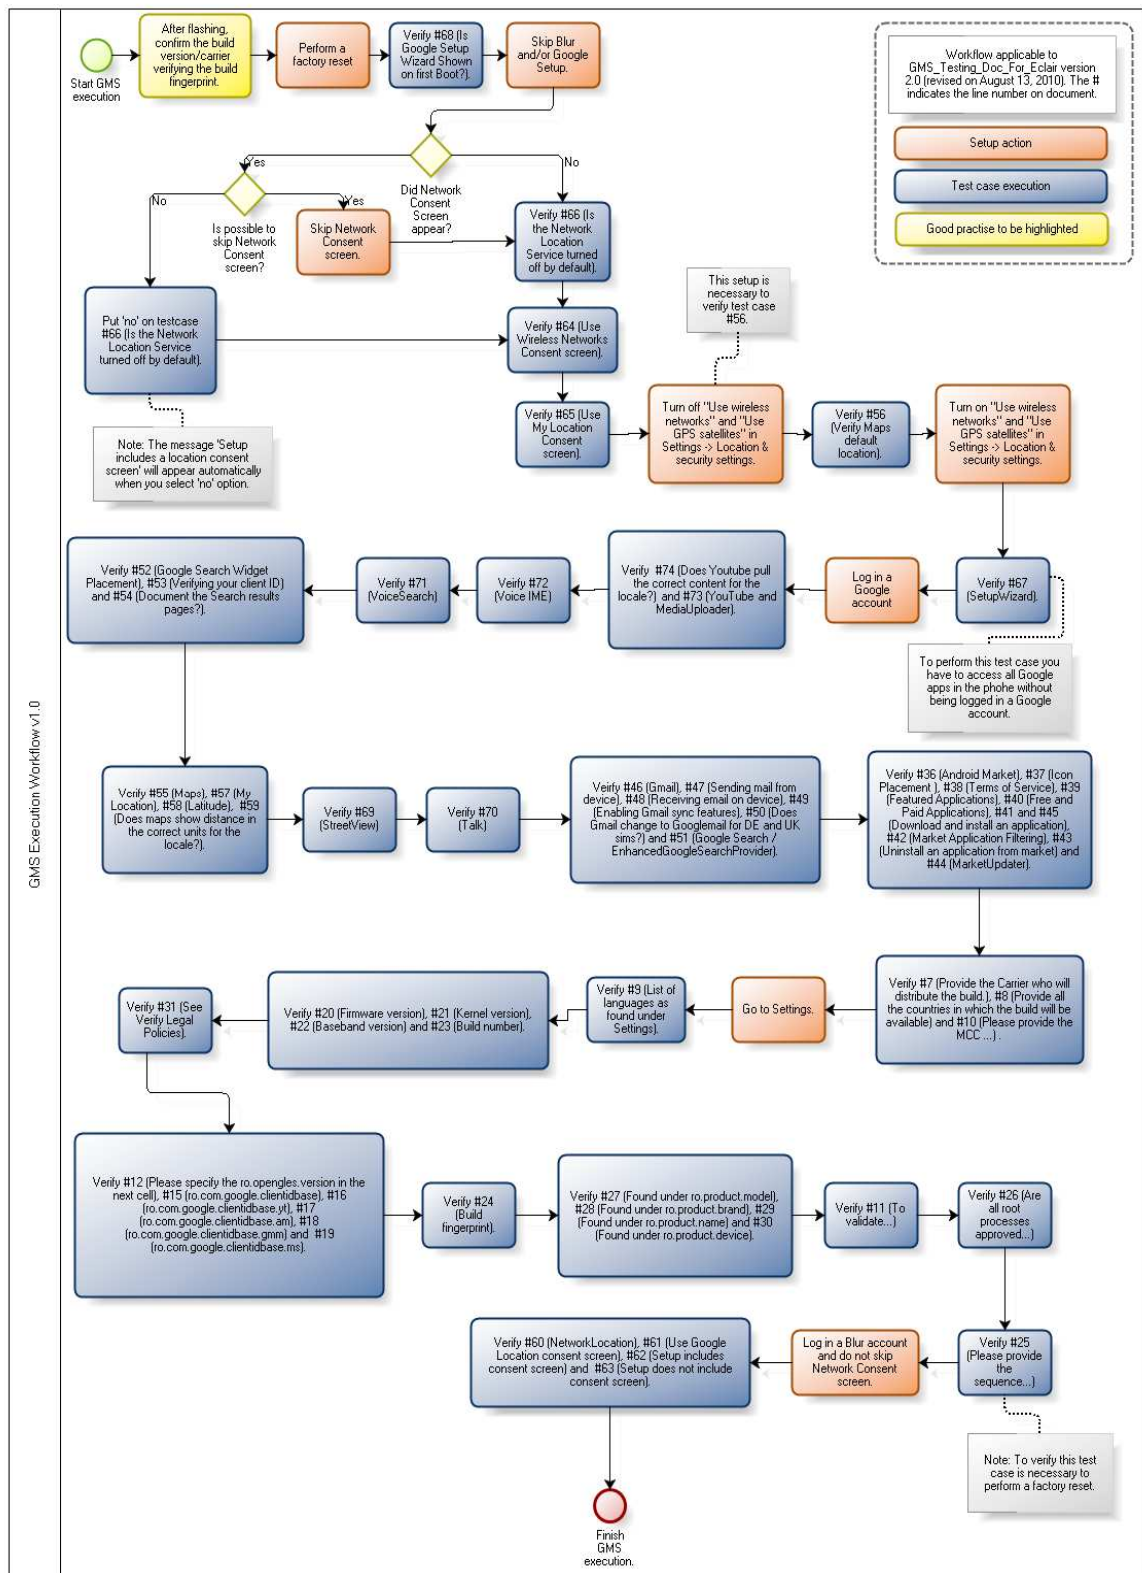 GMS Execution Workflow v1.0
Start GMS
execution
After flashing,
confirm the build
version/carrier
verifying the build
fingerprint.
Perform a
factory reset
Verify #68 (Is
Google Setup
Wizard Shown
on first Boot?).
Skip Blur
and/or Google
Setup.
Workflow applicable to
GMS_Testing_Doc_For_Eclair version
2.0 (revised on August 13, 2010). The #
indicates the line number on document.
Setup action
Test case execution
Good practise to be highlighted
Did Network
Consent
Screen
appear?
Yes
No
Is possible to
skip Network
Consent
screen?
No
Yes
Skip Network
Consent
screen.
Verify #66 (Is
the Network
Location
Service turned
off by default).
Put 'no' on testcase
#66 (Is the Network
Location Service
turned off by default).
Note: The message 'Setup
includes a location consent
screen' will appear automatically
when you select 'no' option.
Verify #64 (Use
Wireless Networks
Consent screen).
Verify #65 (Use
My Location
Consent
screen).
This setup is
necessary to
verify test case
#56.
Turn off "Use wireless
networks" and "Use
GPS satellites" in
Settings -> Location &
security settings.
Verify #56
(Verify Maps
default
location).
Turn on "Use wireless
networks" and "Use
GPS satellites" in
Settings -> Location &
security settings.
Verify #67
(SetupWizard).
To perform this test case you
have to access all Google
apps in the phohe without
being logged in a Google
account.
Log in a
Google
account
Verify #74 (Does Youtube pull
the correct content for the
locale?) and #73 (YouTube and
MediaUploader).
Veirify #72
(Voice IME)
Verify #71
(VoiceSearch)
Verify #52 (Google Search Widget
Placement), #53 (Verifying your client ID)
and #54 (Document the Search results
pages?).
Verify #55 (Maps), #57 (My
Location), #58 (Latitude), #59
(Does maps show distance in
the correct units for the
locale?).
Verify #69
(StreetView)
Verify #70
(Talk)
Veirify #46 (Gmail), #47 (Sending mail from
device), #48 (Receiving email on device), #49
(Enabling Gmail sync features), #50 (Does
Gmail change to Googlemail for DE and UK
sims?) and #51 (Google Search /
EnhancedGoogleSearchProvider).
Verify #36 (Android Market), #37 (Icon
Placement ), #38 (Terms of Service), #39
(Featured Applications), #40 (Free and
Paid Applications), #41 and #45
(Download and install an application),
#42 (Market Application Filtering), #43
(Uninstall an application from market) and
#44 (MarketUpdater).
Verify #7 (Provide the Carrier who will
distribute the build.), #8 (Provide all
the countries in which the build will be
available) and #10 (Please provide the
MCC ...) .
Go to Settings.
Verify #9 (List of
languages as
found under
Settings).
Verify #20 (Firmware version), #21 (Kernel version),
#22 (Baseband version) and #23 (Build number).
Verify #31 (See
Verify Legal
Policies).
Verify #12 (Please specify the ro.opengles.version in the
next cell), #15 (ro.com.google.clientidbase), #16
(ro.com.google.clientidbase.yt), #17
(ro.com.google.clientidbase.am), #18
(ro.com.google.clientidbase.gmm) and #19
(ro.com.google.clientidbase.ms).
Verify #24
(Build
fingerprint).
Verify #27 (Found under ro.product.model),
#28 (Found under ro.product.brand), #29
(Found under ro.product.name) and #30
(Found under ro.product.device).
Verify #11 (To
validate...)
Verify #26 (Are
all root
processes
approved...)
Verify #25
(Please provide
the
sequence...)
Note: To verify this test
case is necessary to
perform a factory reset.
Log in a Blur account
and do not skip
Network Consent
screen.
Verify #60 (NetworkLocation), #61 (Use Google
Location consent screen), #62 (Setup includes
consent screen) and #63 (Setup does not include
consent screen).
Finish
GMS
execution.